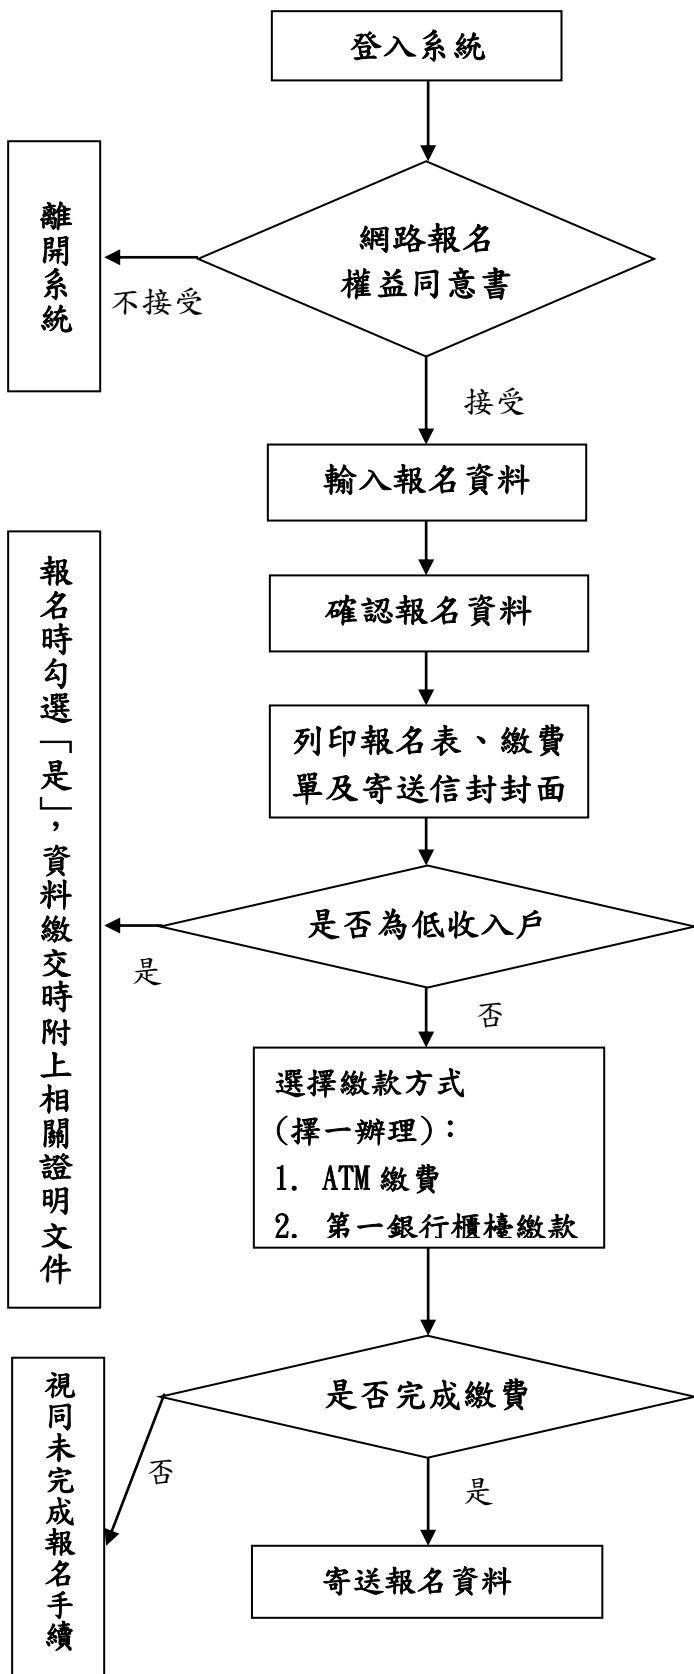 登入系統
網路報名
權益同意書
離開系統
不接受
接受
輸入報名資料
確認報名資料
列印報名表、繳費
單及寄送信封封面
是否為低收入戶
報名時勾選「是」，資料繳交時附上相關證明文件
是
否
選擇繳款方式
(擇一辦理)：
1. ATM 繳費
2. 第一銀行櫃檯繳款
是否完成繳費
視同未完成報名手續
否
是
寄送報名資料